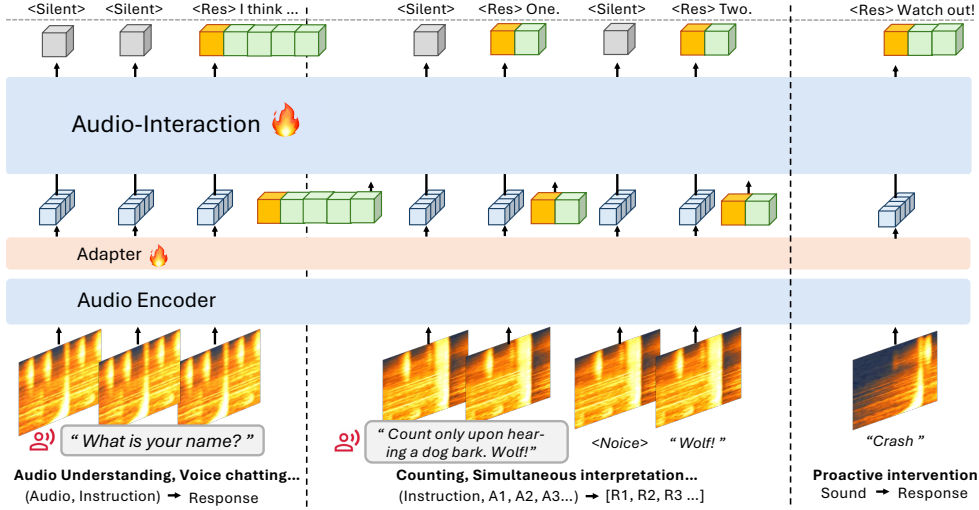 <Silent> <Silent> <Res> I think ... <Silent> <Res> One. <Silent> <Res> Two. <Res> Watch out!
Audio-Interaction
Adapter
Audio Encoder
“ What is your name? ”
“ Count only upon hear-
ing a dog bark. Wolf!”
<Noice> “ Wolf! ”
“Crash ”
Audio Understanding, Voice chatting...
(Audio, Instruction) → Response
Counting, Simultaneous interpretation...
(Instruction, A1, A2, A3...) → [R1, R2, R3 ...]
Proactive intervention
Sound → Response